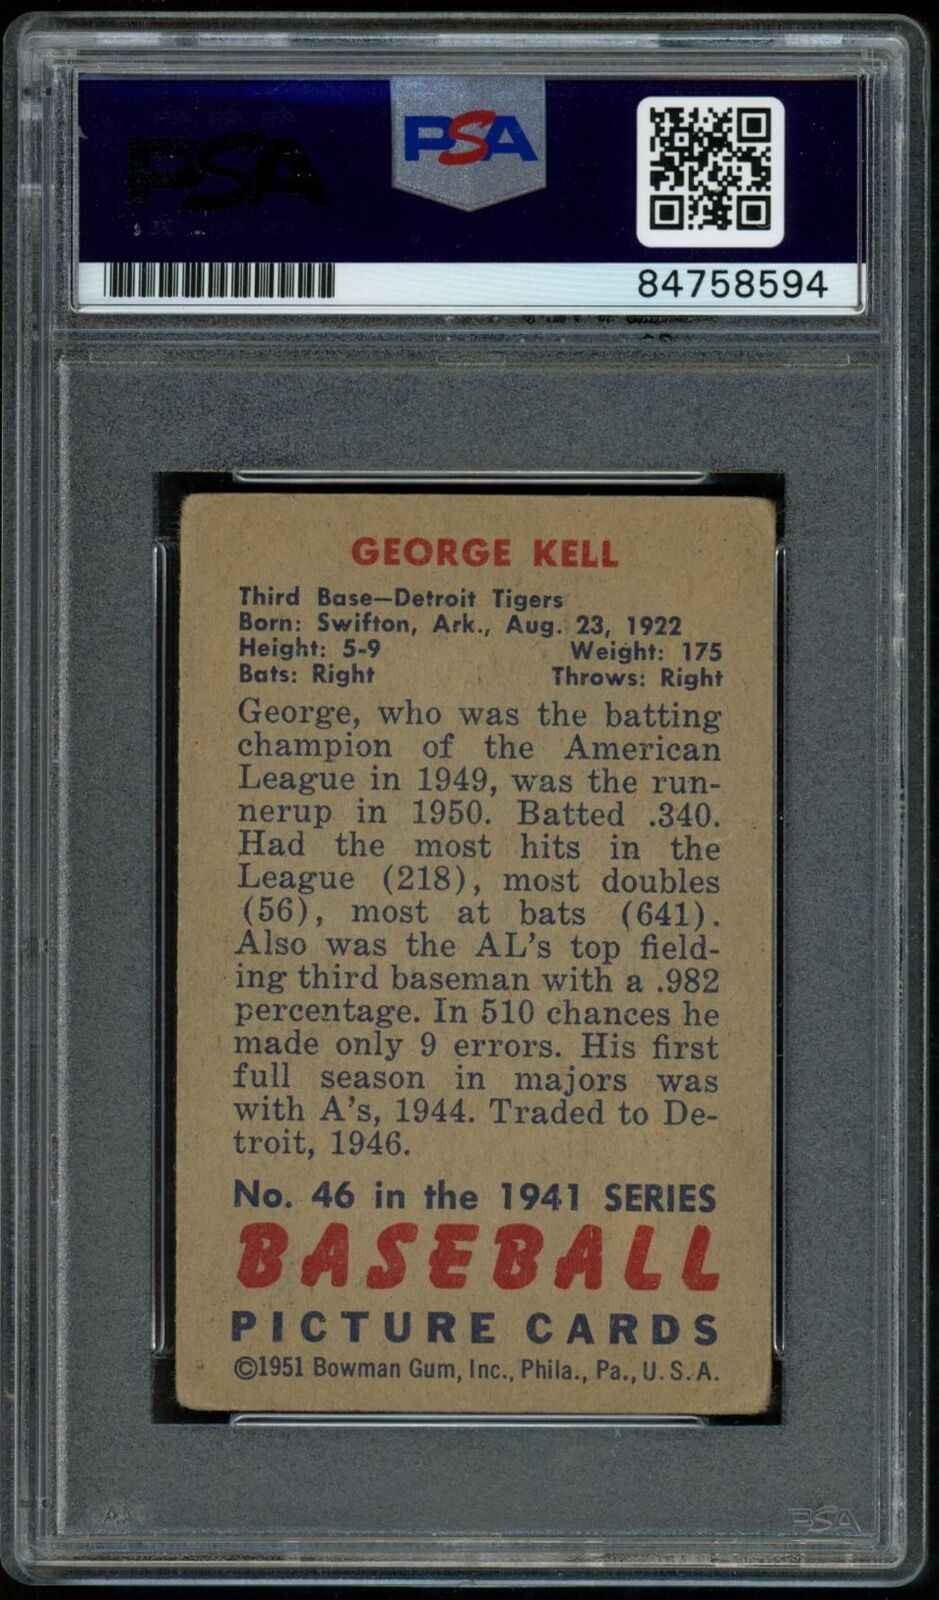 PSA
PSA
84758594
GEORGE KELL
Third Base—Detroit Tigers
Born: Swifton, Ark., Aug. 23, 1922
Height: 5-9 Weight: 175
Bats: Right Throws: Right
George, who was the batting
champion of the American
League in 1949, was the run-
nerup in 1950. Batted .340.
Had the most hits in the
League (218), most doubles
(56), most at bats (641).
Also was the AL's top field-
ing third baseman with a .982
percentage. In 510 chances he
made only 9 errors. His first
full season in majors was
with A's, 1944. Traded to De-
troit, 1946.
No. 46 in the 1941 SERIES
BASEBALL
PICTURE CARDS
©1951 Bowman Gum, Inc., Phila., Pa., U.S.A.
PSA